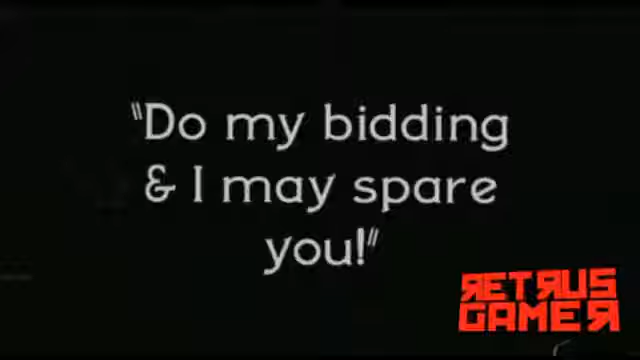 "Do my bidding
& I may spare
you!"
RETRUS
GAMER